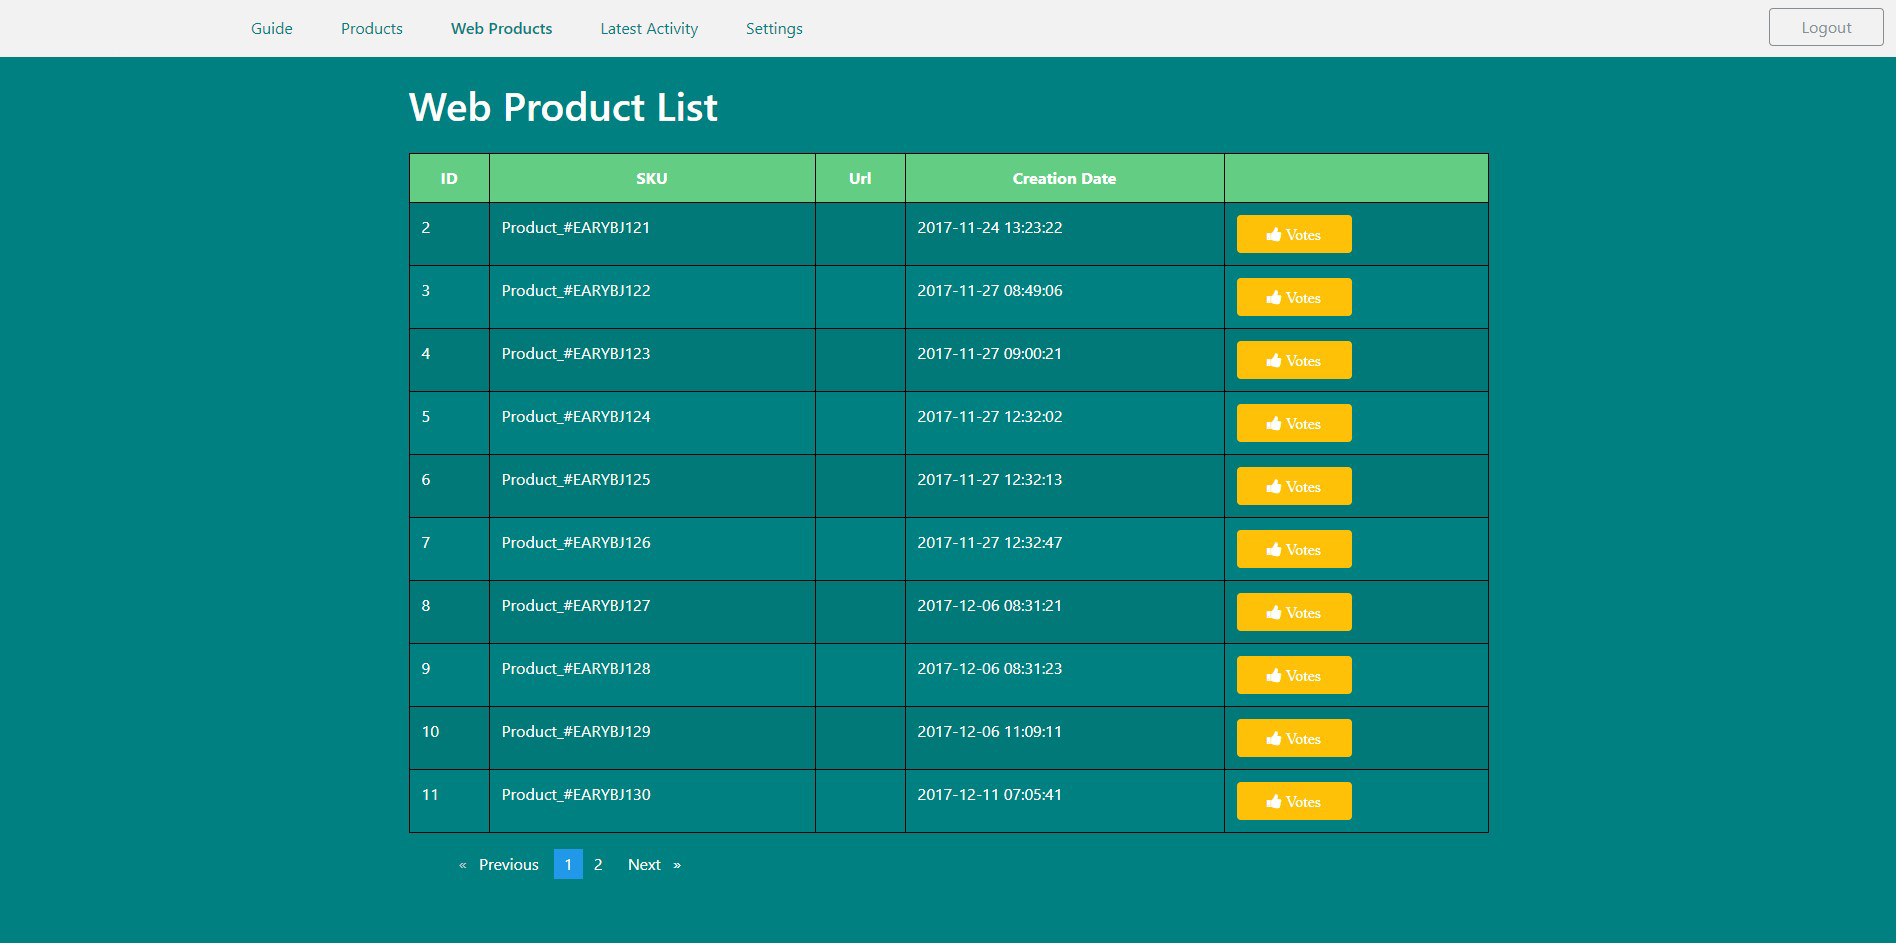 Guide Products Web Products Latest Activity Settings Logout
Web Product List
ID SKU Url Creation Date
2 Product_#EARYBJ121 2017-11-24 13:23:22 Votes
3 Product_#EARYBJ122 2017-11-27 08:49:06 Votes
4 Product_#EARYBJ123 2017-11-27 09:00:21 Votes
5 Product_#EARYBJ124 2017-11-27 12:32:02 Votes
6 Product_#EARYBJ125 2017-11-27 12:32:13 Votes
7 Product_#EARYBJ126 2017-11-27 12:32:47 Votes
8 Product_#EARYBJ127 2017-12-06 08:31:21 Votes
9 Product_#EARYBJ128 2017-12-06 08:31:23 Votes
10 Product_#EARYBJ129 2017-12-06 11:09:11 Votes
11 Product_#EARYBJ130 2017-12-11 07:05:41 Votes
« Previous 1 2 Next »